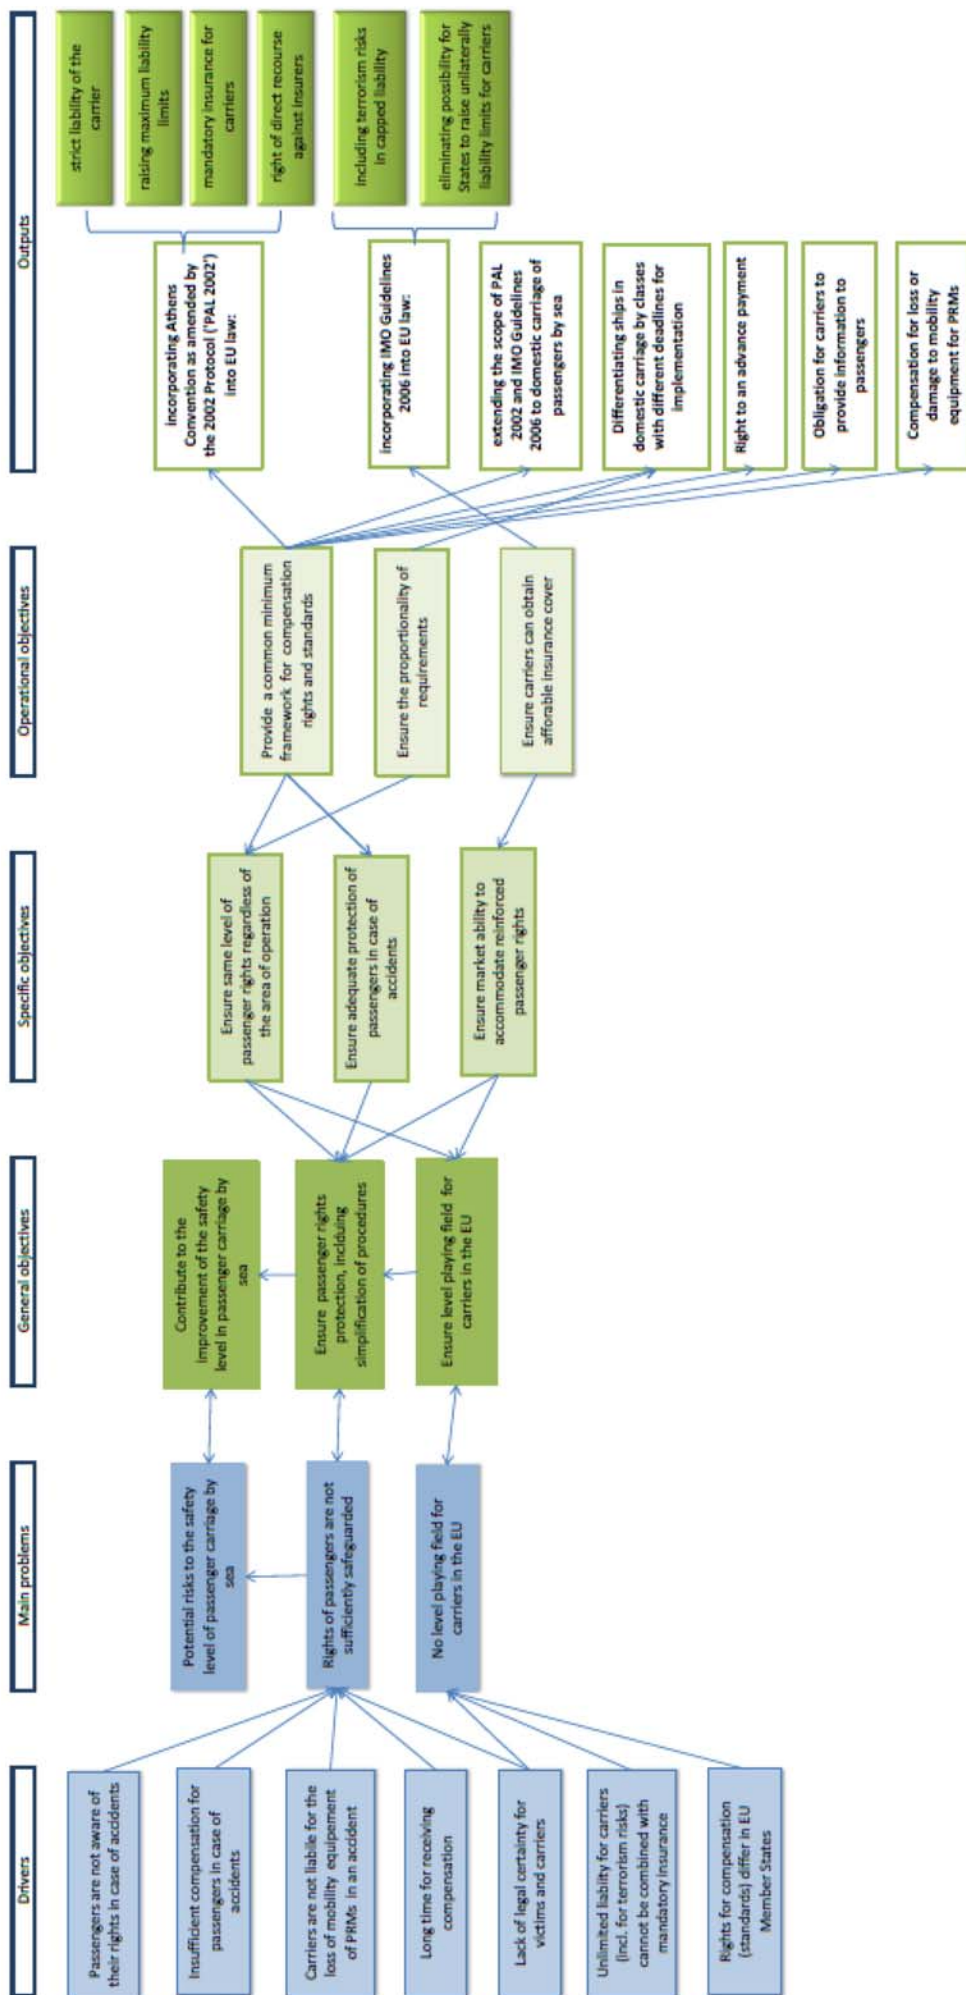 Drivers
Passengers are not aware of
their rights in case of accidents
Insufficient compensation for
passengers in case of
accidents
Carriers are not liabile for the
loss of mobility equipement
of PRMs in an accident
Long time for receiving
compensation
Lack of legal certainty for
victims and carriers
Unlimited liabiity for carriers
(incl. for terrorism risks)
cannot be combined with
mandatory insurance
Rights for compensation
(standards) differ in EU
Member States
Main problems
Potential risks to the safety
level of passenger carriage by
sea
Rights of passengers are not
sufficiently safeguarded
No level playing field for
carriers in the EU
General objectives
Contribute to the
improvement of the safety
level in passenger carriage by
sea
Ensure passenger rights
protection, incliduing
simplification of procedures
Ensure level playing field for
carriers in the EU
Specific objectives
Ensure same level of
passenger rights regardless of
the area of operation
Ensure adequate protection of
passengers in case of
accidents
Ensure market ability to
accommodate reinforced
passenger rights
Operational objectives
Provide a common minimum
framework for compensation
rights and standards
Ensure the proportionality of
requirements
Ensure carriers can obtain
afforable insurance cover
Outputs
incorporating Athens
Convention as amended by
the 2002 Protocol ('PAL 2002')
into EU law:
strict liability of the
carrier
raising maximum liability
limits
mandatory insurance for
carriers
right of direct recourse
against insurers
incorporating IMO Guidelines
2006 into EU law:
including terrorism risks
in capped liability
eliminating possibility for
States to raise unilaterally
liability limits for carriers
extending the scope of PAL
2002 and IMO Guidelines
2006 to domestic carriage of
passengers by sea
Differentiating ships in
domestic carriage by classes
with different deadlines for
implementation
Right to an advance payment
Obligation for carriers to
provide information to
passengers
Compensation for loss or
damage to mobility
equipment for PRMs